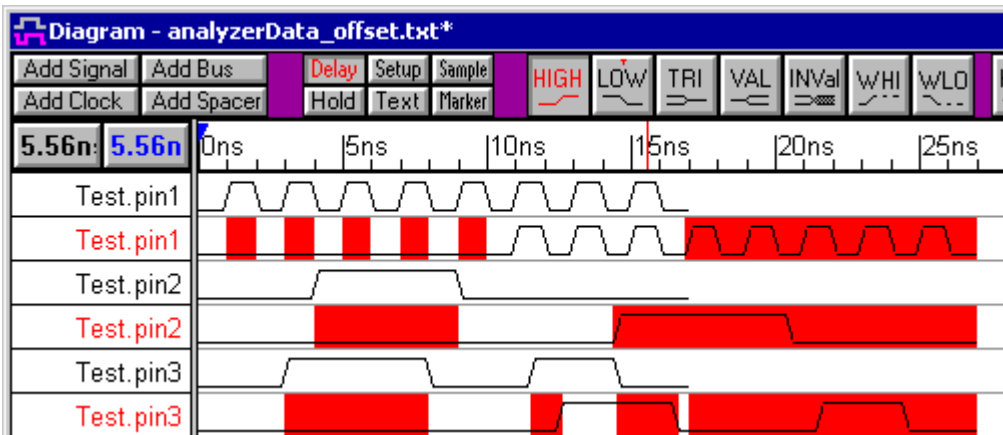 Diagram - analyzerData_offset.txt*
Add Signal Add Bus Delay Setup Sample HIGH LOW TRI VAL INVal WHI WLO
Add Clock Add Spacer Hold Text Marker
5.56n 5.56n 0ns 5ns 10ns 15ns 20ns 25ns
Test.pin1
Test.pin1
Test.pin2
Test.pin2
Test.pin3
Test.pin3